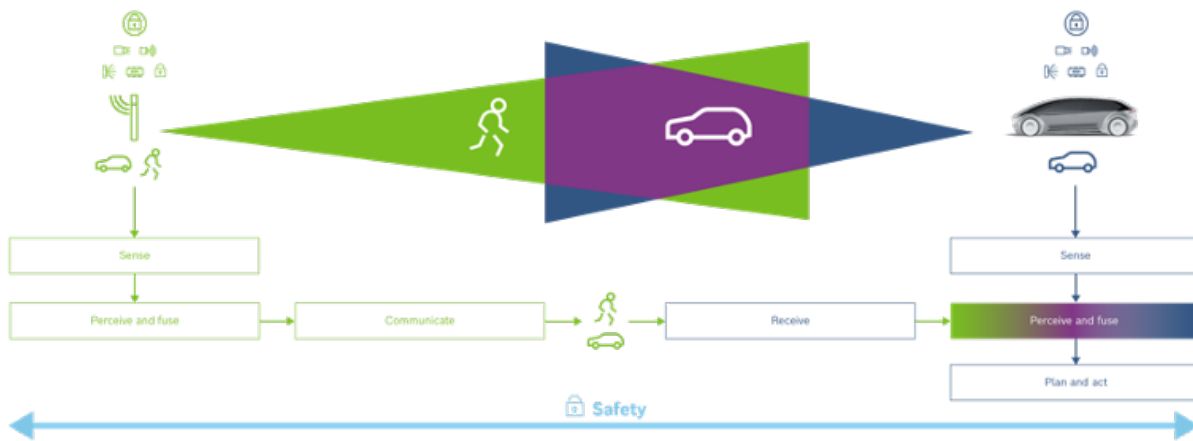 Sense
Sense
Perceive and fuse
Communicate
Receive
Perceive and fuse
Plan and act
Safety